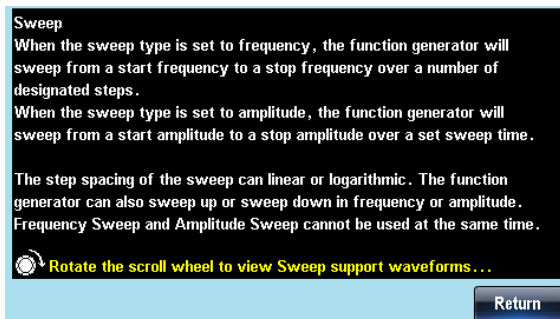 Sweep
When the sweep type is set to frequency, the function generator will
sweep from a start frequency to a stop frequency over a number of
designated steps.
When the sweep type is set to amplitude, the function generator will
sweep from a start amplitude to a stop amplitude over a set sweep time.
The step spacing of the sweep can linear or logarithmic. The function
generator can also sweep up or sweep down in frequency or amplitude.
Frequency Sweep and Amplitude Sweep cannot be used at the same time.
Rotate the scroll wheel to view Sweep support waveforms...
Return